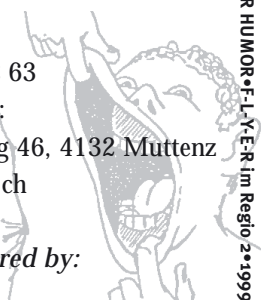 63
:
g 46, 4132 Muttenz
ch
red by:
R HUMOR•F-L-Y-E-R im Regio 2•1999